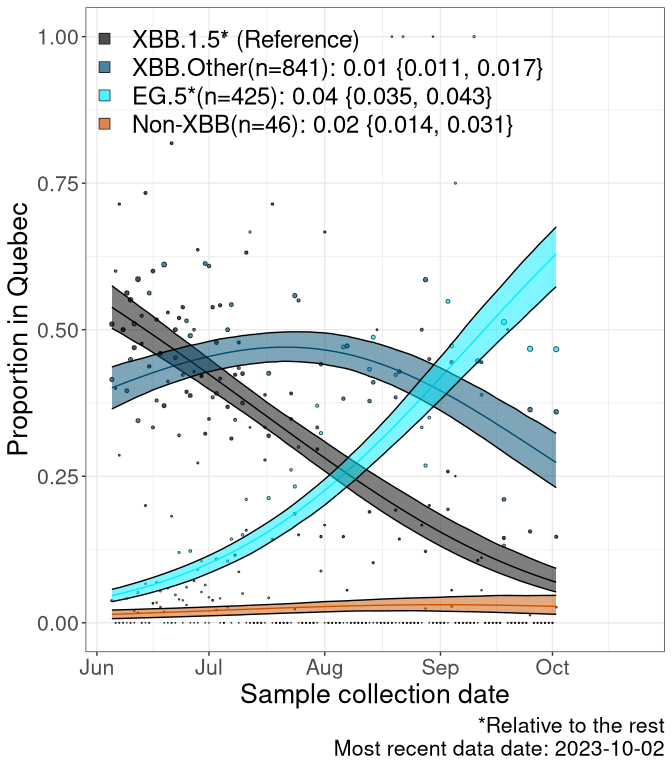 1.00
XBB.1.5* (Reference)
XBB.Other(n=841): 0.01 {0.011, 0.017}
EG.5*(n=425): 0.04 {0.035, 0.043}
Non-XBB(n=46): 0.02 {0.014, 0.031}
0.75
Proportion in Quebec
0.50
0.25
0.00
Jun Jul Aug Sep Oct
Sample collection date
*Relative to the rest
Most recent data date: 2023-10-02